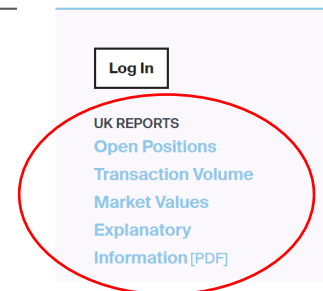 Log In
UK REPORTS
Open Positions
Transaction Volume
Market Values
Explanatory
Information [PDF]